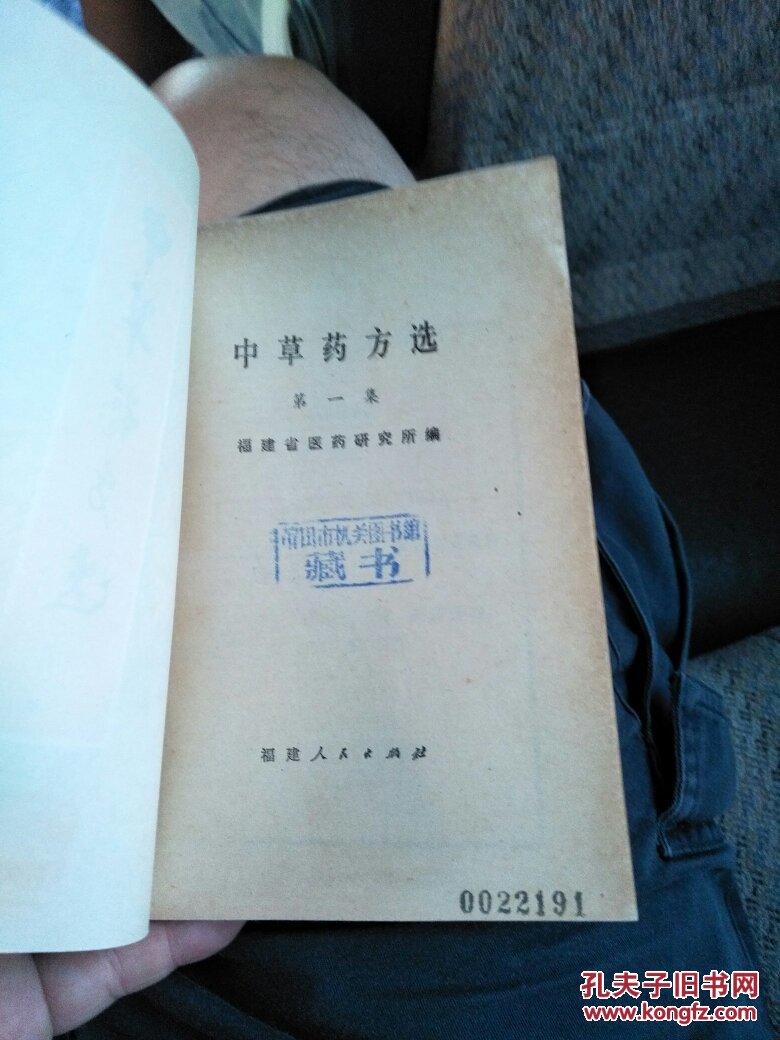 中草药方选
第一集
福建省医药研究所编
莆田市机关图书馆
藏书
福建人民出版社
0022191
孔夫子旧书网
www.kongfz.com